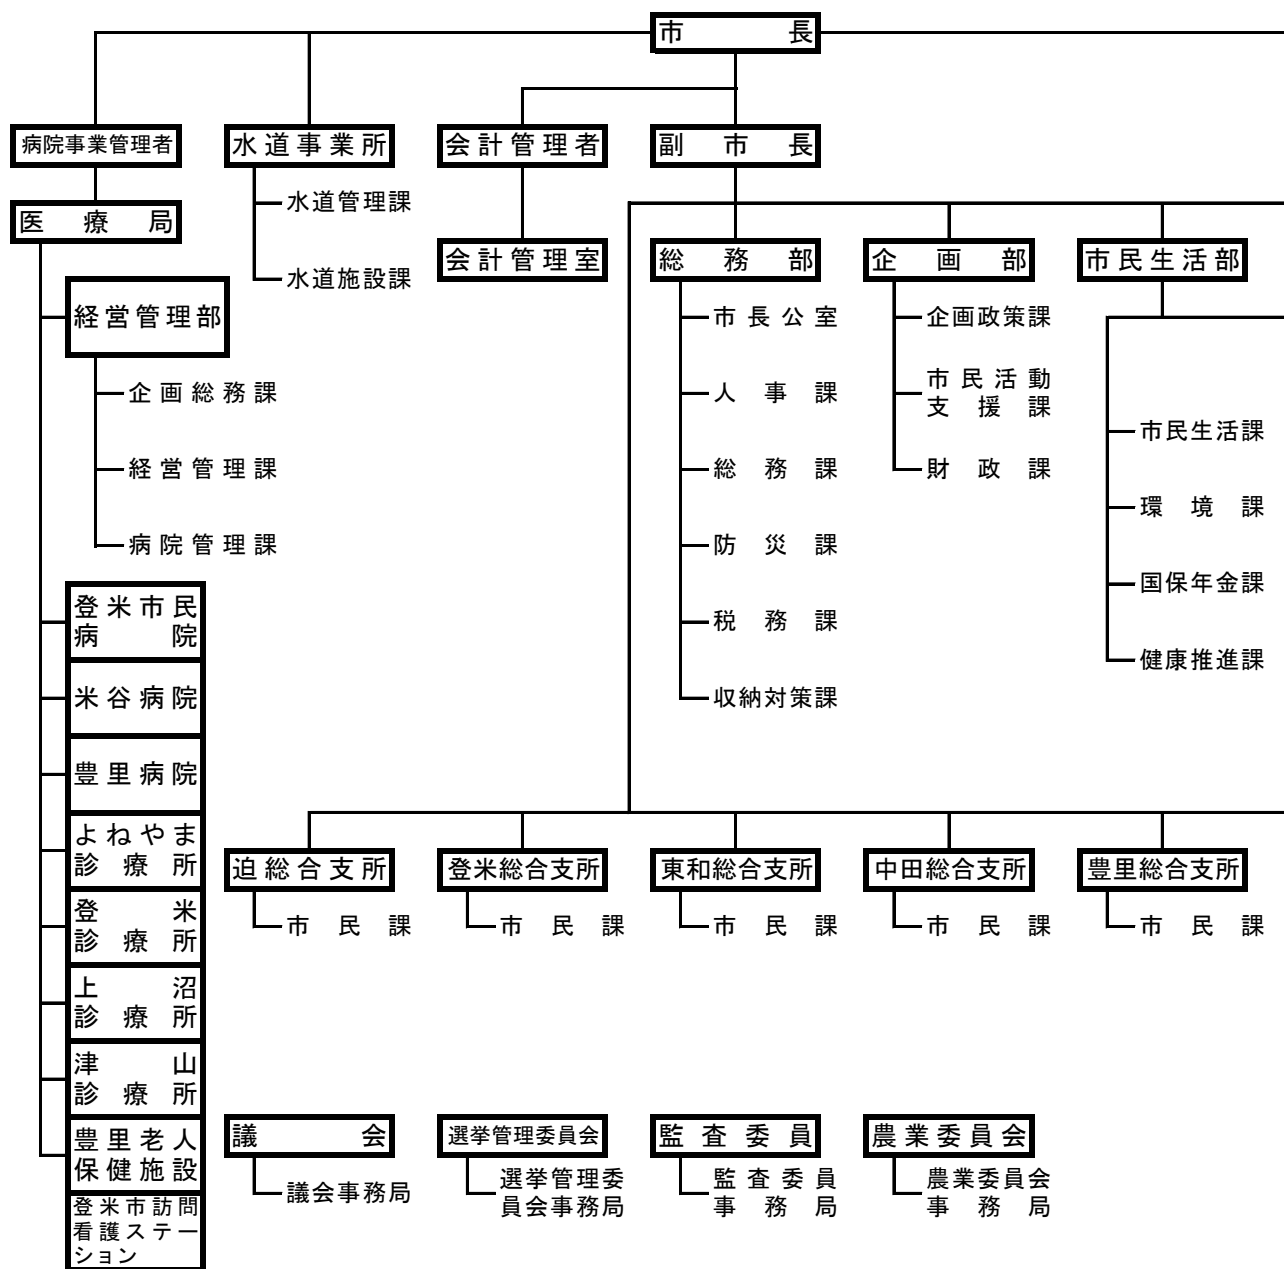 市長
病院事業管理者
水道事業所
会計管理者
副市長
医療局
水道管理課
水道施設課
会計管理室
総務部
企画部
市民生活部
経営管理部
企画総務課
経営管理課
病院管理課
市長公室
人事課
総務課
防災課
税務課
収納対策課
企画政策課
市民活動
支援課
財政課
市民生活課
環境課
国保年金課
健康推進課
登米市民
病院
米谷病院
豊里病院
よねやま
診療所
登米
診療所
上沼
診療所
津山
診療所
豊里老人
保健施設
登米市訪問
看護ステー
ション
迫総合支所
市民課
登米総合支所
市民課
東和総合支所
市民課
中田総合支所
市民課
豊里総合支所
市民課
議会
議会事務局
選挙管理委員会
選挙管理委
員会事務局
監査委員
監査委員
事務局
農業委員会
農業委員会
事務局